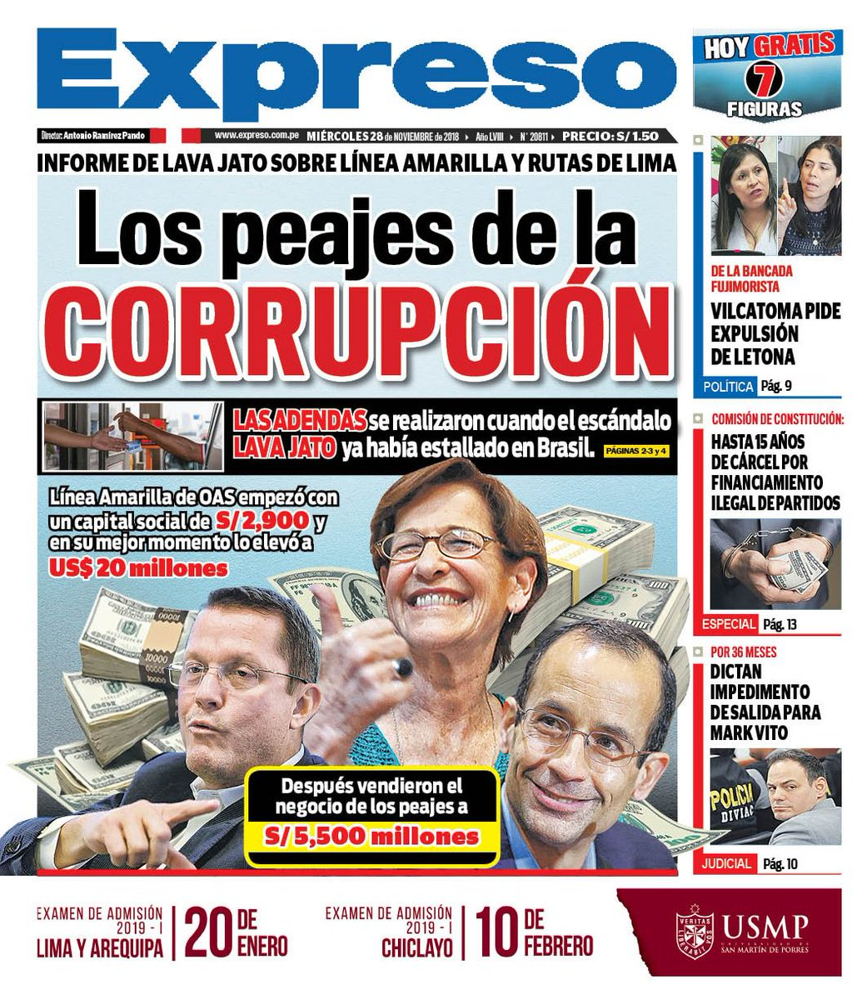 Expreso
HOY GRATIS
7
FIGURAS
Director: Antonio Ramírez Pando
www.expreso.com.pe MIÉRCOLES 28 de NOVIEMBRE de 2018 Año LVIII N° 20811 PRECIO: S/ 1.50
INFORME DE LAVA JATO SOBRE LÍNEA AMARILLA Y RUTAS DE LIMA
Los peajes de la
CORRUPCIÓN
LAS ADENDAS se realizaron cuando el escándalo
LAVA JATO ya había estallado en Brasil. PÁGINAS 2-3 y 4
Línea Amarilla de OAS empezó con
un capital social de S/ 2,900 y
en su mejor momento lo elevó a
US$ 20 millones
Después vendieron el
negocio de los peajes a
S/ 5,500 millones
DE LA BANCADA
FUJIMORISTA
VILCATOMA PIDE
EXPULSIÓN
DE LETONA
POLÍTICA Pág. 9
COMISIÓN DE CONSTITUCIÓN:
HASTA 15 AÑOS
DE CÁRCEL POR
FINANCIAMIENTO
ILEGAL DE PARTIDOS
ESPECIAL Pág. 13
POR 36 MESES
DICTAN
IMPEDIMENTO
DE SALIDA PARA
MARK VITO
POLICÍA
DIVIAC
JUDICIAL Pág. 10
EXAMEN DE ADMISIÓN
2019 - I
LIMA Y AREQUIPA
20 DE
ENERO
EXAMEN DE ADMISIÓN
2019 - I
CHICLAYO
10 DE
FEBRERO
VERITAS
LIBERABIT
VOS
USMP
UNIVERSIDAD DE
SAN MARTÍN DE PORRES